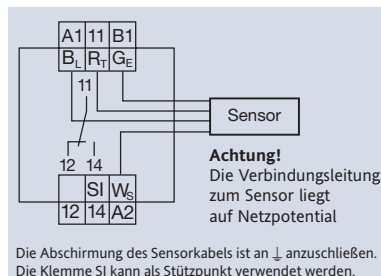 A1 11 B1
BL RT GE
11
Sensor
12 14
Achtung!
Die Verbindungsleitung
zum Sensor liegt
auf Netzpotential
SI WS
12 14 A2
Die Abschirmung des Sensorkabels ist an ⏚ anzuschließen.
Die Klemme SI kann als Stützpunkt verwendet werden.